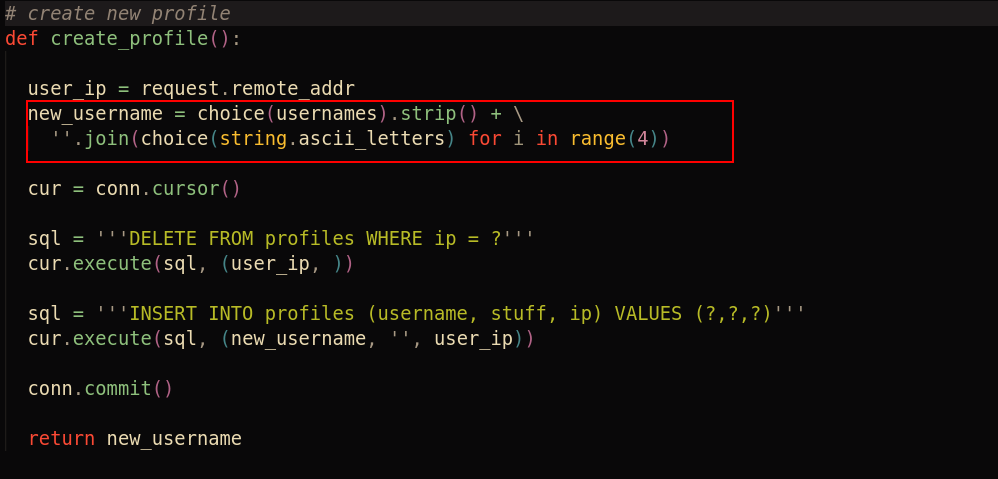 # create new profile
def create_profile():
user_ip = request.remote_addr
new_username = choice(usernames).strip() + \
''.join(choice(string.ascii_letters) for i in range(4))
cur = conn.cursor()
sql = '''DELETE FROM profiles WHERE ip = ?'''
cur.execute(sql, (user_ip, ))
sql = '''INSERT INTO profiles (username, stuff, ip) VALUES (?,?,?)'''
cur.execute(sql, (new_username, '', user_ip))
conn.commit()
return new_username